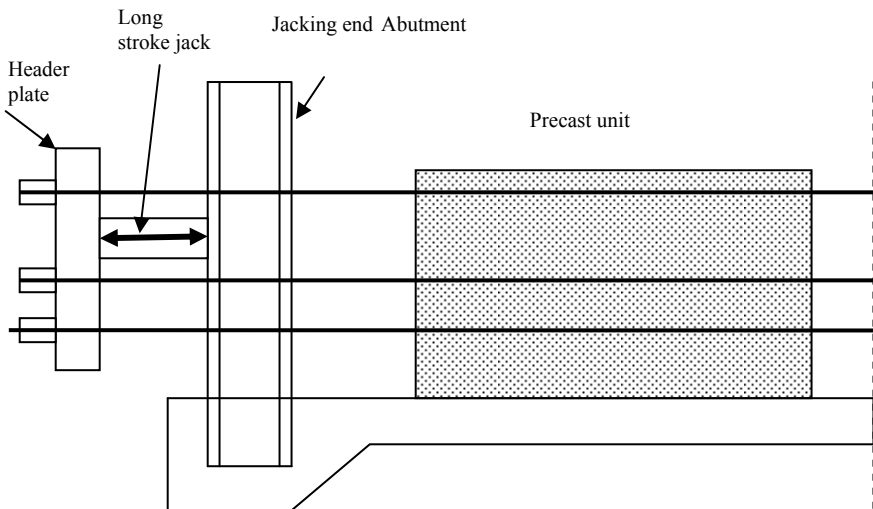 Long
stroke jack
Jacking end Abutment
Header
plate
Precast unit